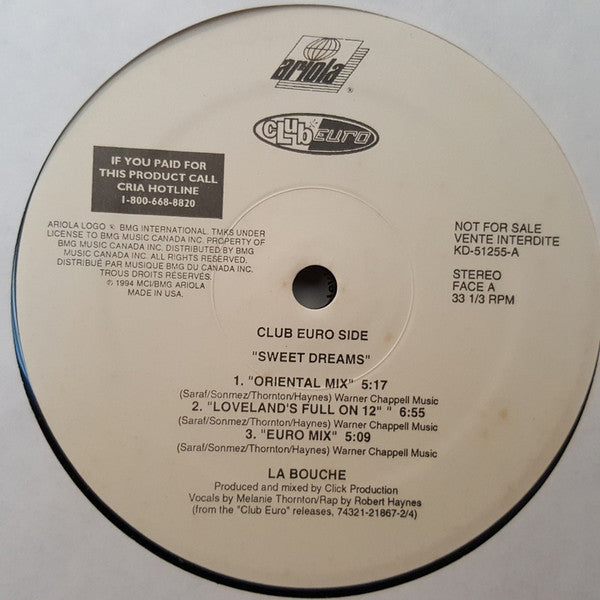 ariola
®
CLUB EURO
IF YOU PAID FOR
THIS PRODUCT CALL
CRIA HOTLINE
1-800-668-8820
ARIOLA LOGO ® BMG INTERNATIONAL. TMKS UNDER
LICENSE TO BMG MUSIC CANADA INC. PROPERTY OF
BMG MUSIC CANADA INC. DISTRIBUTED BY BMG
MUSIC CANADA INC. ALL RIGHTS RESERVED.
DISTRIBUÉ PAR MUSIQUE BMG DU CANADA INC.
TROUS DROITS RÉSERVÉS.
℗ 1994 MCI/BMG ARIOLA
MADE IN USA.
NOT FOR SALE
VENTE INTERDITE
KD-51255-A
STEREO
FACE A
33 1/3 RPM
CLUB EURO SIDE
"SWEET DREAMS"
1. "ORIENTAL MIX" 5:17
(Saraf/Sonmez/Thornton/Haynes) Warner Chappell Music
2. "LOVELAND'S FULL ON 12" " 6:55
(Saraf/Sonmez/Thornton/Haynes) Warner Chappell Music
3. "EURO MIX" 5:09
(Saraf/Sonmez/Thornton/Haynes) Warner Chappell Music
LA BOUCHE
Produced and mixed by Click Production
Vocals by Melanie Thornton/Rap by Robert Haynes
(from the "Club Euro" releases, 74321-21867-2/4)